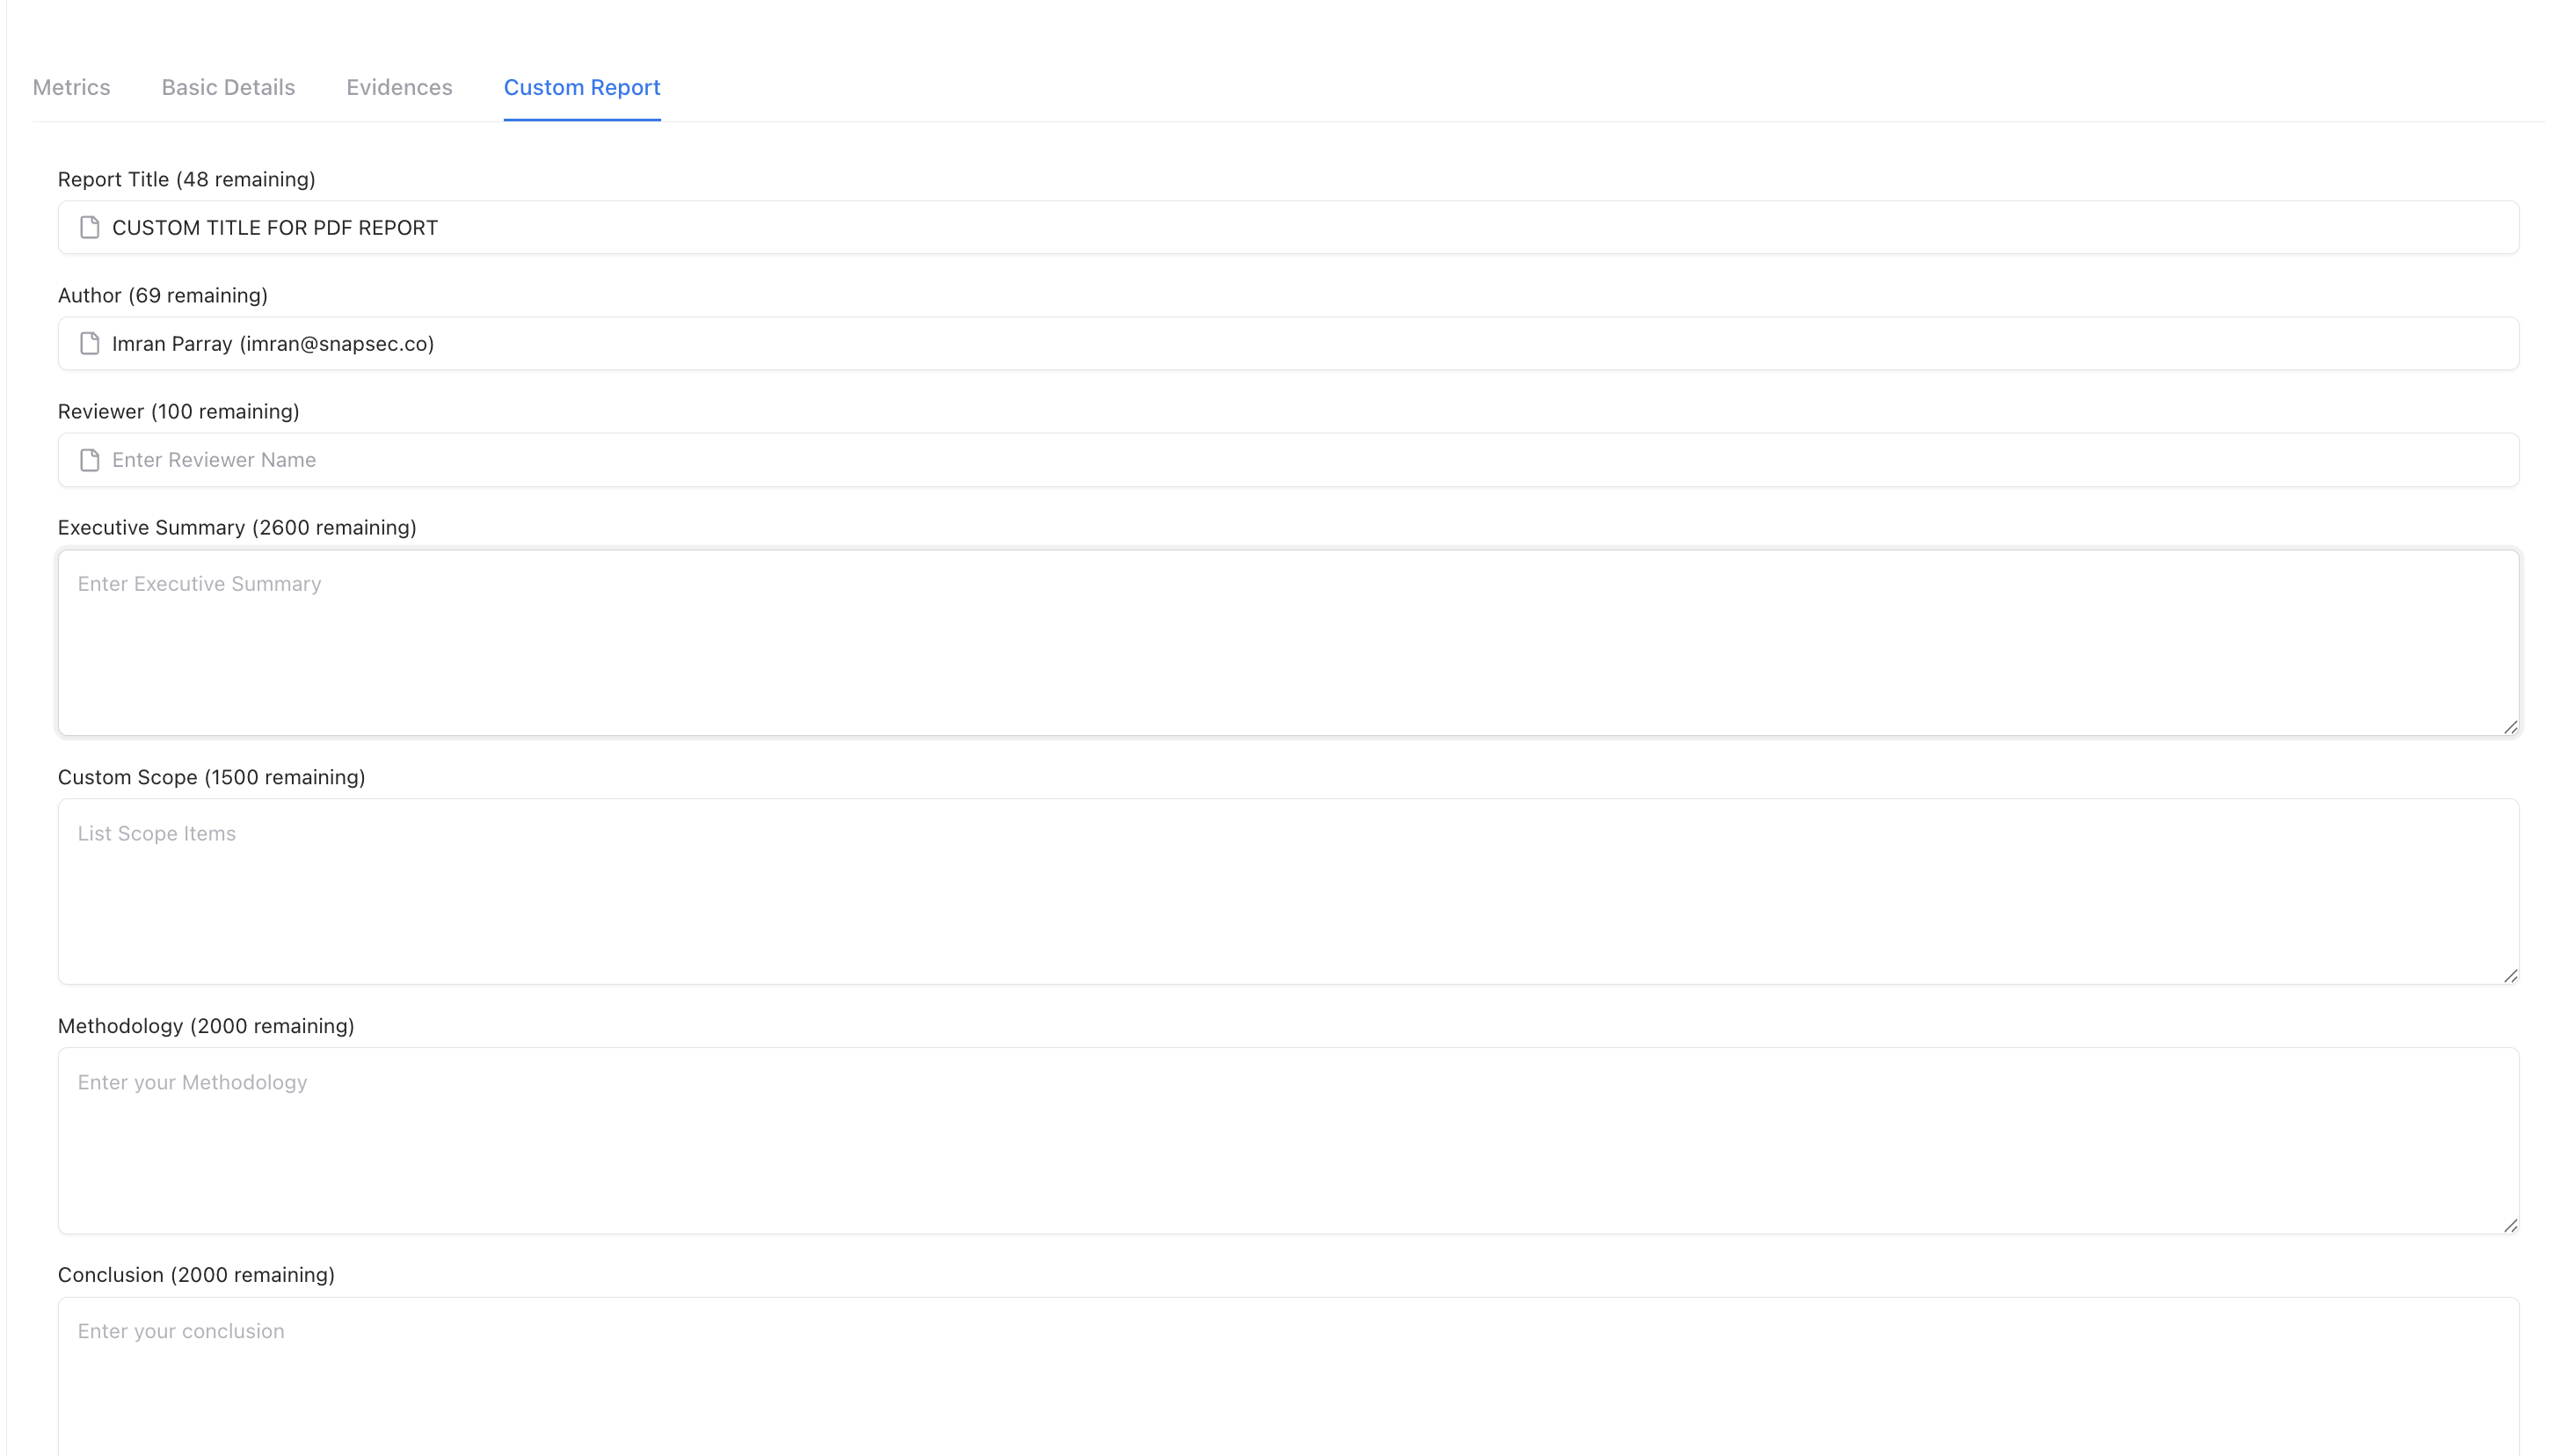 Metrics Basic Details Evidences Custom Report
Report Title (48 remaining)
CUSTOM TITLE FOR PDF REPORT
Author (69 remaining)
Imran Parray (imran@snapsec.co)
Reviewer (100 remaining)
Enter Reviewer Name
Executive Summary (2600 remaining)
Enter Executive Summary
Custom Scope (1500 remaining)
List Scope Items
Methodology (2000 remaining)
Enter your Methodology
Conclusion (2000 remaining)
Enter your conclusion